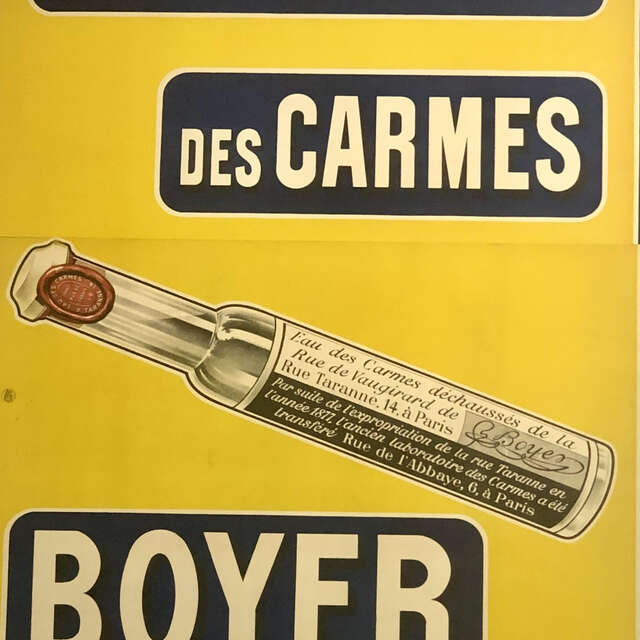 DES CARMES
Eau des Carmes déchaussés de la
Rue de Vaugirard de
Rue Taranne, 14, à Paris
Boyer
Par suite de l'expropriation de la rue Taranne en
l'année 1877, l'ancien laboratoire des Carmes a été
transféré Rue de l'Abbaye, 6, à Paris
BOYER